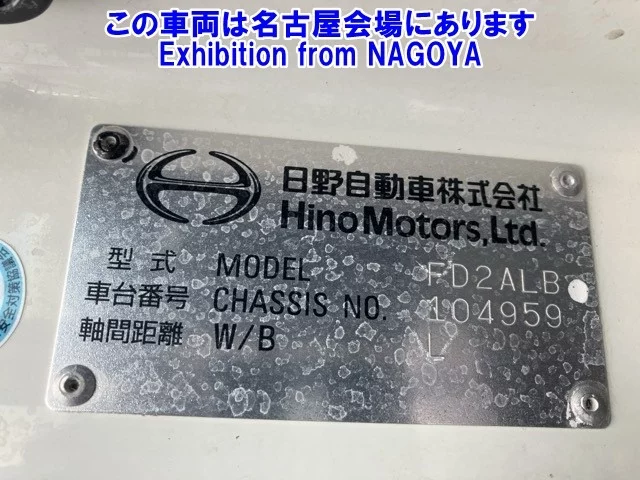 この車両は名古屋会場にあります
Exhibition from NAGOYA
日野自動車株式会社
Hino Motors, Ltd.
型式 MODEL FD2ALB
車台番号 CHASSIS NO. 104959
軸間距離 W/B L